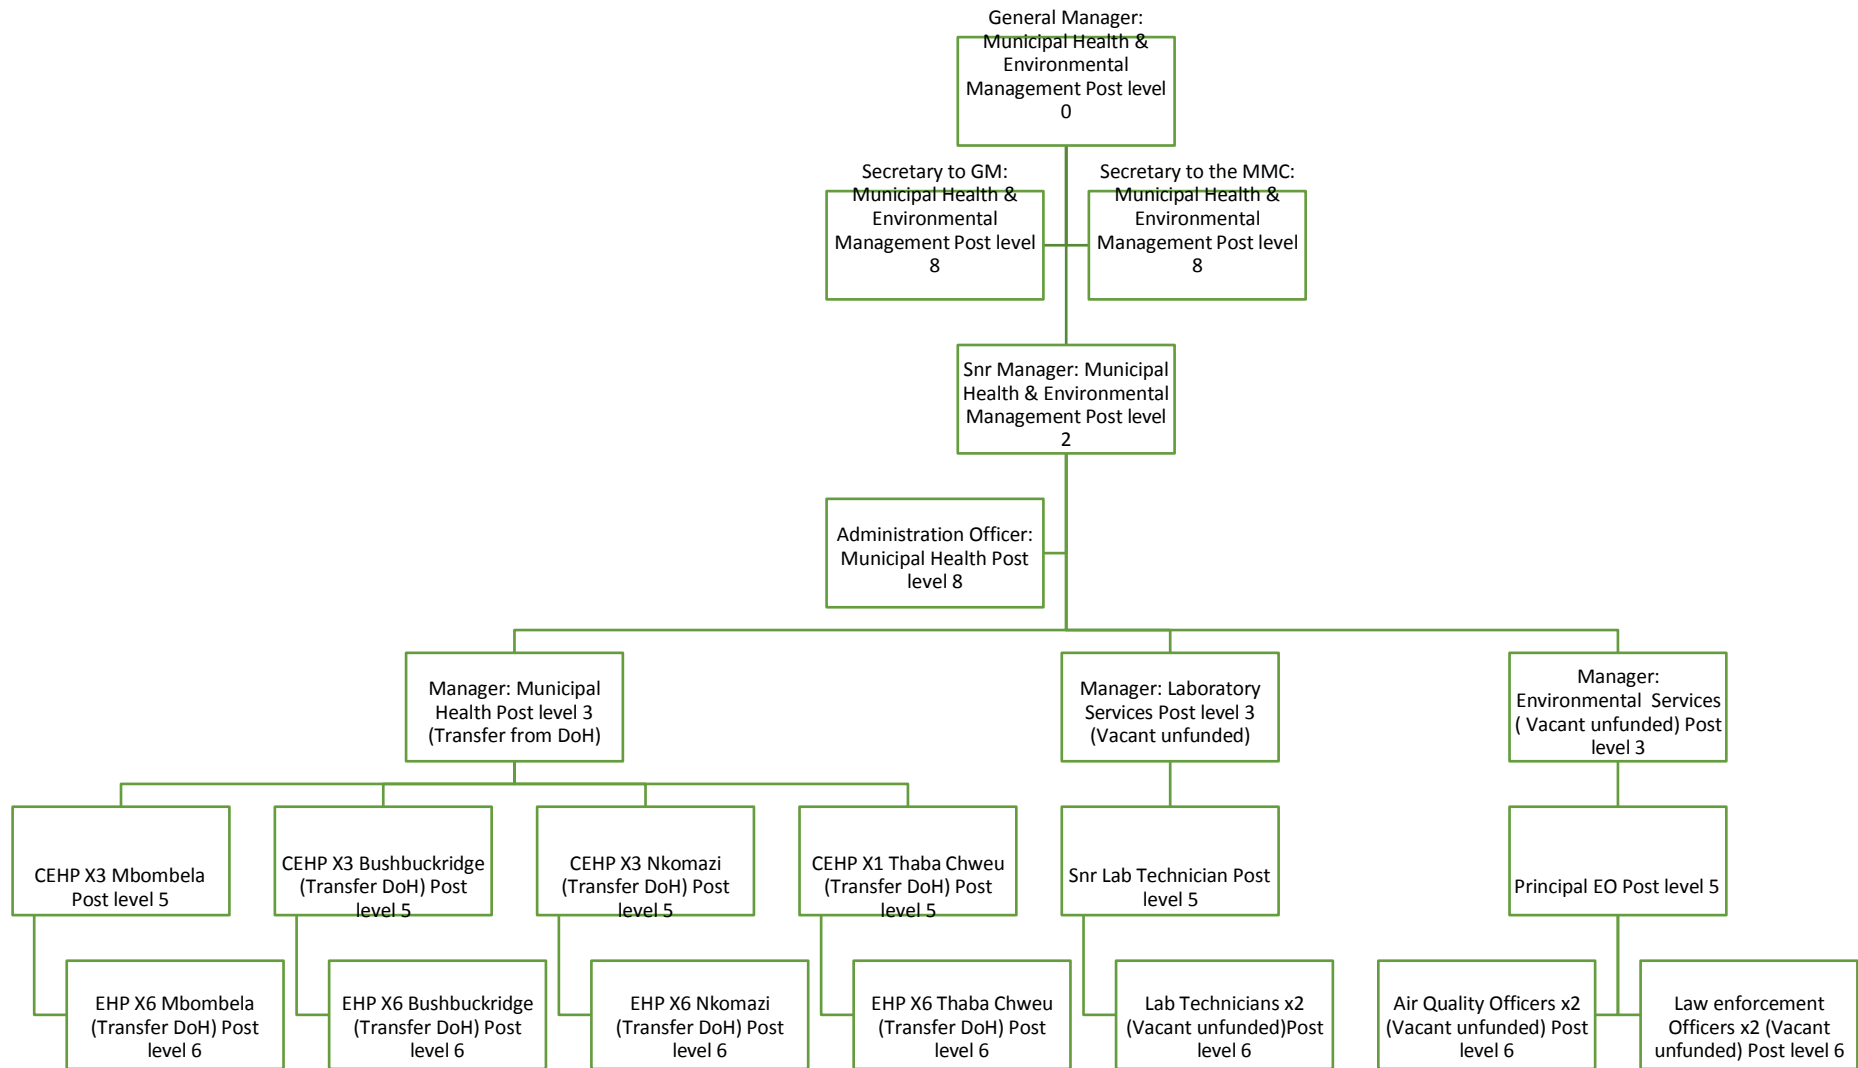 General Manager:
Municipal Health &
Environmental
Management Post level
0
Secretary to GM:
Municipal Health &
Environmental
Management Post level
8
Secretary to the MMC:
Municipal Health &
Environmental
Management Post level
8
Snr Manager: Municipal
Health & Environmental
Management Post level
2
Administration Officer:
Municipal Health Post
level 8
Manager: Municipal
Health Post level 3
(Transfer from DoH)
Manager: Laboratory
Services Post level 3
(Vacant unfunded)
Manager:
Environmental  Services
( Vacant unfunded) Post
level 3
CEHP X3 Mbombela
Post level 5
CEHP X3 Bushbuckridge
(Transfer DoH) Post
level 5
CEHP X3 Nkomazi
(Transfer DoH) Post
level 5
CEHP X1 Thaba Chweu
(Transfer DoH) Post
level 5
Snr Lab Technician Post
level 5
Principal EO Post level 5
EHP X6 Mbombela
(Transfer DoH) Post
level 6
EHP X6 Bushbuckridge
(Transfer DoH) Post
level 6
EHP X6 Nkomazi
(Transfer DoH) Post
level 6
EHP X6 Thaba Chweu
(Transfer DoH) Post
level 6
Lab Technicians x2
(Vacant unfunded)Post
level 6
Air Quality Officers x2
(Vacant unfunded) Post
level 6
Law enforcement
Officers x2 (Vacant
unfunded) Post level 6